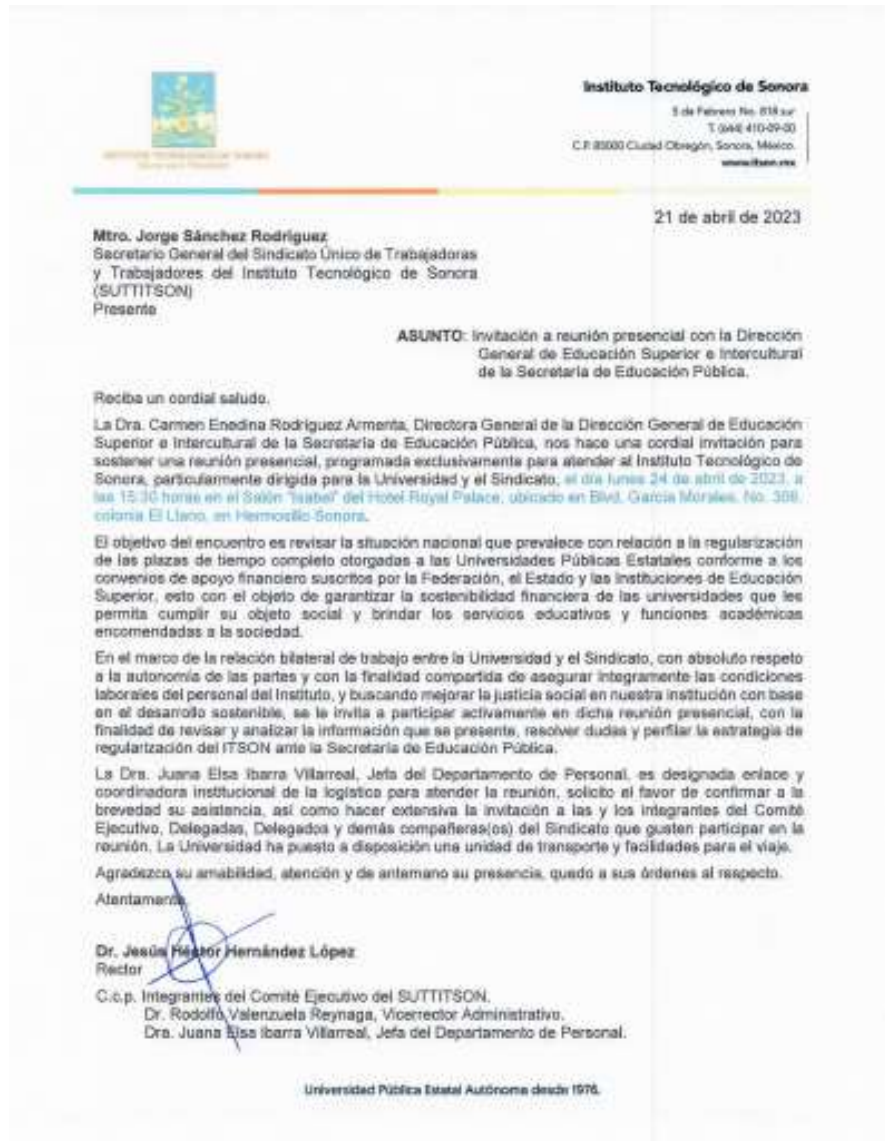 Instituto Tecnológico de Sonora
5 de Febrero No. 818 sur
T. (644) 410-09-00
C.P. 85000 Ciudad Obregón, Sonora, México.
www.itson.mx
21 de abril de 2023
Mtro. Jorge Sánchez Rodríguez
Secretario General del Sindicato Único de Trabajadoras
y Trabajadores del Instituto Tecnológico de Sonora
(SUTTITSON)
Presente
ASUNTO: Invitación a reunión presencial con la Dirección
General de Educación Superior e Intercultural
de la Secretaría de Educación Pública.
Reciba un cordial saludo.
La Dra. Carmen Enedina Rodríguez Armenta, Directora General de la Dirección General de Educación
Superior e Intercultural de la Secretaría de Educación Pública, nos hace una cordial invitación para
sostener una reunión presencial, programada exclusivamente para atender al Instituto Tecnológico de
Sonora, particularmente dirigida para la Universidad y el Sindicato, el día lunes 24 de abril de 2023, a
las 15:30 horas en el Salón "Isabel" del Hotel Royal Palace, ubicado en Blvd. García Morales, No.
colonia El Llano, en Hermosillo Sonora.
El objetivo del encuentro es revisar la situación nacional que prevalece con relación a la regularización
de las plazas de tiempo completo otorgadas a las Universidades Públicas Estatales conforme a los
convenios de apoyo financiero suscritos por la Federación, el Estado y las Instituciones de Educación
Superior, esto con el objeto de garantizar la sostenibilidad financiera de las universidades que les
permita cumplir su objeto social y brindar los servicios educativos y funciones académicas
encomendadas a la sociedad.
En el marco de la relación bilateral de trabajo entre la Universidad y el Sindicato, con absoluto respeto
a la autonomía de las partes y con la finalidad compartida de asegurar íntegramente las condiciones
laborales del personal del Instituto, y buscando mejorar la justicia social en nuestra institución con base
en el desarrollo sostenible, se le invita a participar activamente en dicha reunión presencial, con la
finalidad de revisar y analizar la información que se presente, resolver dudas y perfilar la estrategia de
regularización del ITSON ante la Secretaría de Educación Pública.
La Dra. Juana Elsa Ibarra Villarreal, Jefa del Departamento de Personal, es designada enlace y
coordinadora institucional de la logística para atender la reunión, solicito el favor de confirmar a la
brevedad su asistencia, así como hacer extensiva la invitación a las y los integrantes del Comité
Ejecutivo, Delegadas, Delegados y demás compañeras(os) del Sindicato que gusten participar en la
reunión. La Universidad ha puesto a disposición una unidad de transporte y facilidades para el viaje.
Agradezco su amabilidad, atención y de antemano su presencia, quedo a sus órdenes al respecto.
Atentamente
Dr. Jesús Héctor Hernández López
Rector
C.c.p. Integrantes del Comité Ejecutivo del SUTTITSON.
Dr. Rodolfo Valenzuela Reynaga, Vicerrector Administrativo.
Dra. Juana Elsa Ibarra Villarreal, Jefa del Departamento de Personal.
Universidad Pública Estatal Autónoma desde 1976.